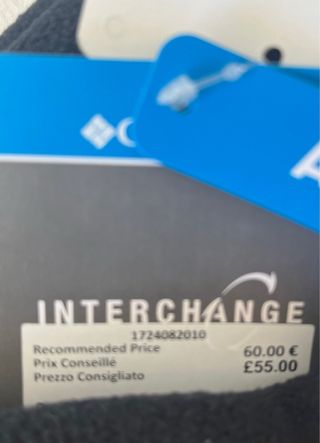 INTERCHANGE
1724082010
Recommended Price 60.00 €
Prix Conseillé £55.00
Prezzo Consigliato